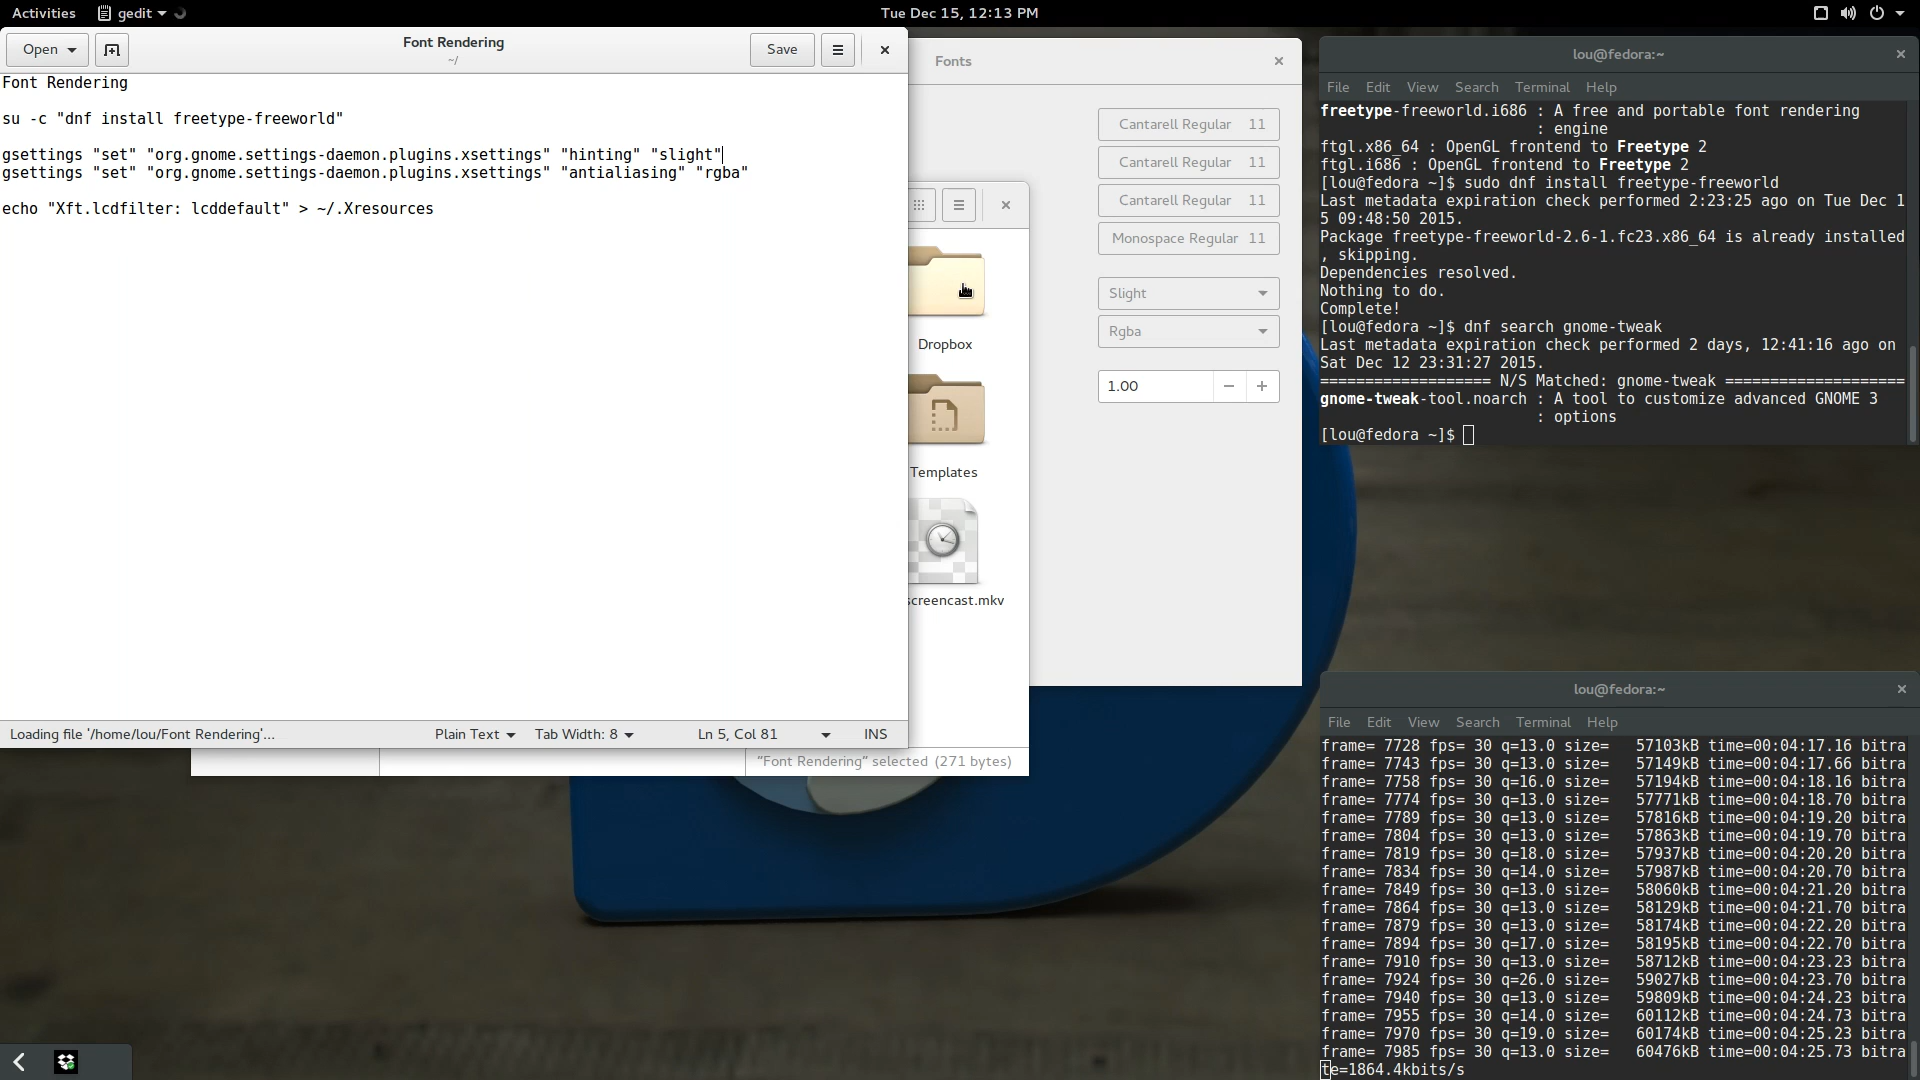 Activities gedit Tue Dec 15, 12:13 PM
Open Font Rendering Save
~/
Font Rendering
su -c "dnf install freetype-freeworld"
gsettings "set" "org.gnome.settings-daemon.plugins.xsettings" "hinting" "slight"
gsettings "set" "org.gnome.settings-daemon.plugins.xsettings" "antialiasing" "rgba"
echo "Xft.lcdfilter: lcddefault" > ~/.Xresources
Loading file '/home/lou/Font Rendering'... Plain Text Tab Width: 8 Ln 5, Col 81 INS
Fonts
Cantarell Regular 11
Cantarell Regular 11
Cantarell Regular 11
Monospace Regular 11
Slight
Rgba
1.00
Dropbox
Templates
screencast.mkv
"Font Rendering" selected (271 bytes)
lou@fedora:~
File Edit View Search Terminal Help
freetype-freeworld.i686 : A free and portable font rendering
: engine
ftgl.x86_64 : OpenGL frontend to Freetype 2
ftgl.i686 : OpenGL frontend to Freetype 2
[lou@fedora ~]$ sudo dnf install freetype-freeworld
Last metadata expiration check performed 2:23:25 ago on Tue Dec 1
5 09:48:50 2015.
Package freetype-freeworld-2.6-1.fc23.x86_64 is already installed
, skipping.
Dependencies resolved.
Nothing to do.
Complete!
[lou@fedora ~]$ dnf search gnome-tweak
Last metadata expiration check performed 2 days, 12:41:16 ago on
Sat Dec 12 23:31:27 2015.
=================== N/S Matched: gnome-tweak ====================
gnome-tweak-tool.noarch : A tool to customize advanced GNOME 3
: options
[lou@fedora ~]$
lou@fedora:~
File Edit View Search Terminal Help
frame= 7728 fps= 30 q=13.0 size=   57103kB time=00:04:17.16 bitra
frame= 7743 fps= 30 q=13.0 size=   57149kB time=00:04:17.66 bitra
frame= 7758 fps= 30 q=16.0 size=   57194kB time=00:04:18.16 bitra
frame= 7774 fps= 30 q=13.0 size=   57771kB time=00:04:18.70 bitra
frame= 7789 fps= 30 q=13.0 size=   57816kB time=00:04:19.20 bitra
frame= 7804 fps= 30 q=13.0 size=   57863kB time=00:04:19.70 bitra
frame= 7819 fps= 30 q=18.0 size=   57937kB time=00:04:20.20 bitra
frame= 7834 fps= 30 q=14.0 size=   57987kB time=00:04:20.70 bitra
frame= 7849 fps= 30 q=13.0 size=   58060kB time=00:04:21.20 bitra
frame= 7864 fps= 30 q=13.0 size=   58129kB time=00:04:21.70 bitra
frame= 7879 fps= 30 q=13.0 size=   58174kB time=00:04:22.20 bitra
frame= 7894 fps= 30 q=17.0 size=   58195kB time=00:04:22.70 bitra
frame= 7910 fps= 30 q=13.0 size=   58712kB time=00:04:23.23 bitra
frame= 7924 fps= 30 q=26.0 size=   59027kB time=00:04:23.70 bitra
frame= 7940 fps= 30 q=13.0 size=   59809kB time=00:04:24.23 bitra
frame= 7955 fps= 30 q=14.0 size=   60112kB time=00:04:24.73 bitra
frame= 7970 fps= 30 q=19.0 size=   60174kB time=00:04:25.23 bitra
frame= 7985 fps= 30 q=13.0 size=   60476kB time=00:04:25.73 bitra
te=1864.4kbits/s